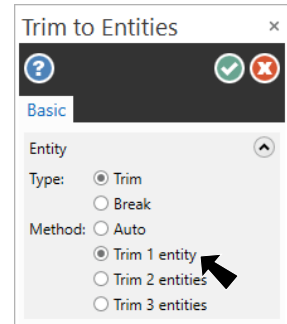 Trim to Entities ×
?
Basic
Entity
Type: Trim
Break
Method: Auto
Trim 1 entity
Trim 2 entities
Trim 3 entities